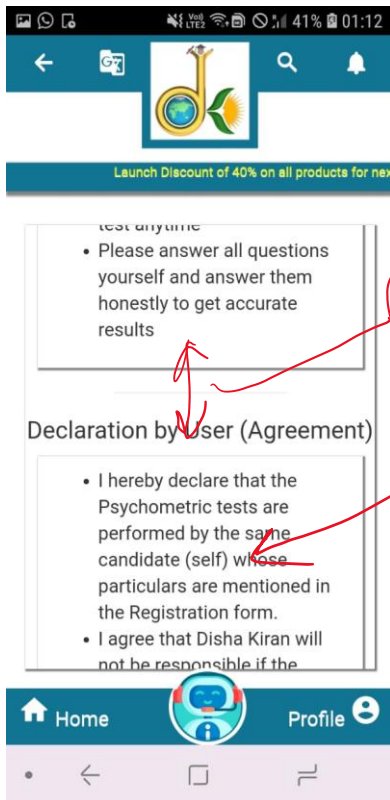 Vo))
LTE2
41%
01:12
Launch Discount of 40% on all products for nex
test anytime
• Please answer all questions
yourself and answer them
honestly to get accurate
results
Declaration by User (Agreement)
• I hereby declare that the
Psychometric tests are
performed by the same
candidate (self) whose
particulars are mentioned in
the Registration form.
• I agree that Disha Kiran will
not be responsible if the
Home
Profile